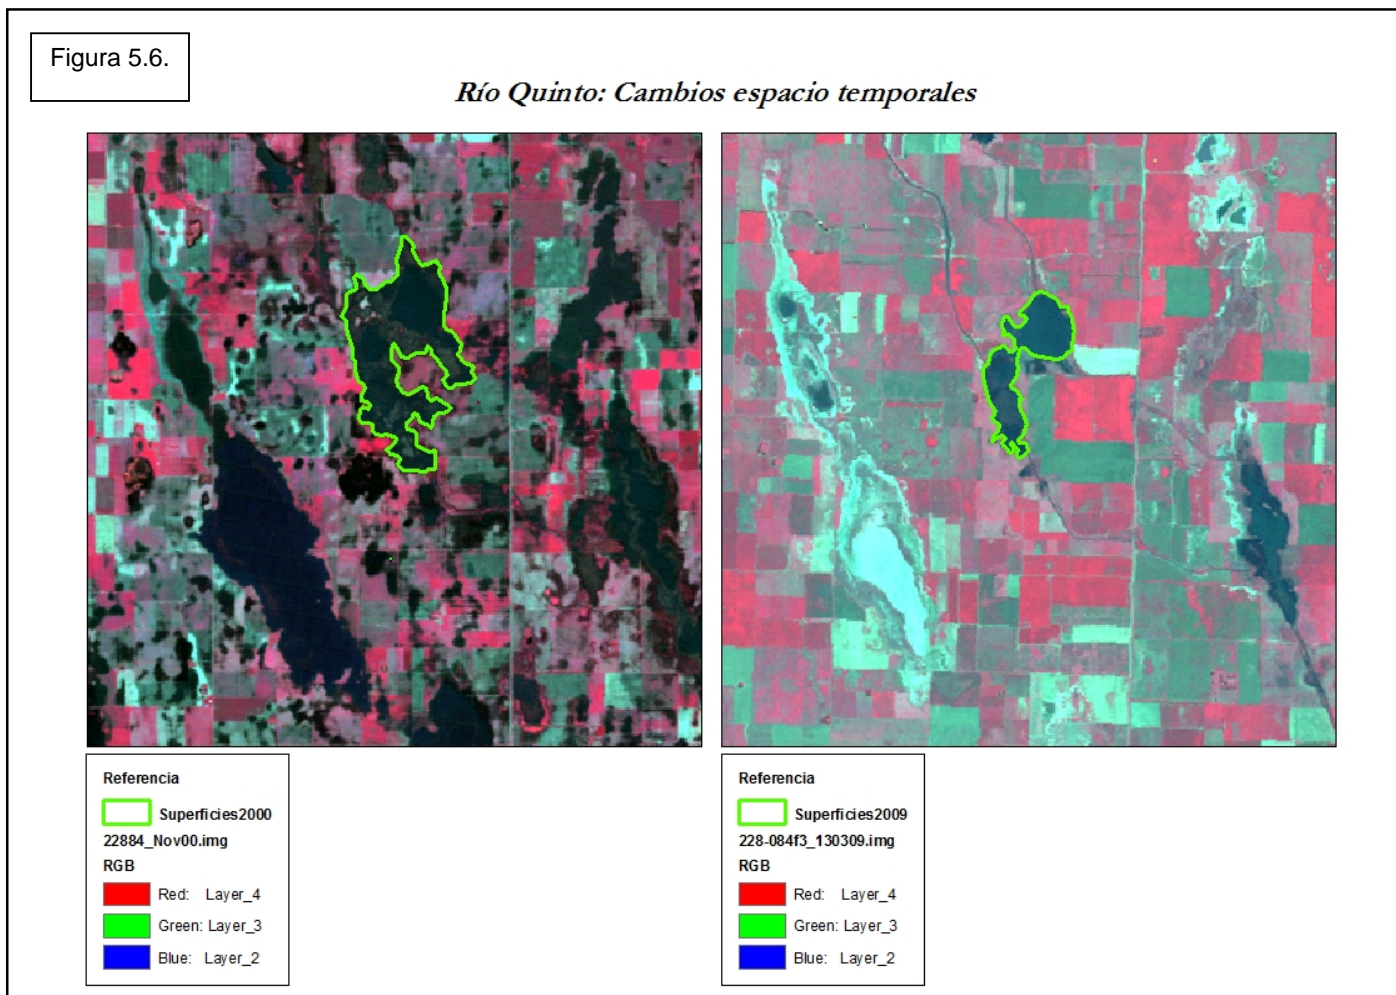 Figura 5.6.
Río Quinto: Cambios espacio temporales
Referencia
Superficies2000
22884_Nov00.img
RGB
Red: Layer_4
Green: Layer_3
Blue: Layer_2
Referencia
Superficies2009
228-084f3_130309.img
RGB
Red: Layer_4
Green: Layer_3
Blue: Layer_2